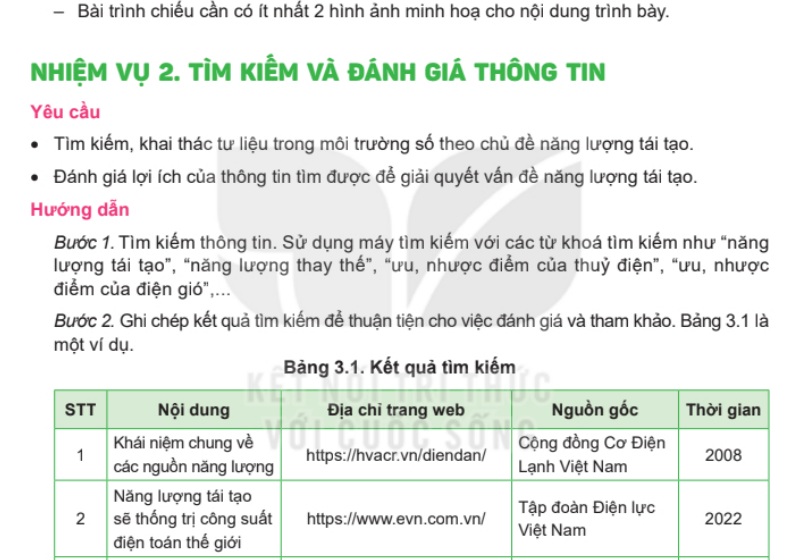 – Bài trình chiếu cần có ít nhất 2 hình ảnh minh hoạ cho nội dung trình bày.
NHIỆM VỤ 2. TÌM KIẾM VÀ ĐÁNH GIÁ THÔNG TIN
Yêu cầu
• Tìm kiếm, khai thác tư liệu trong môi trường số theo chủ đề năng lượng tái tạo.
• Đánh giá lợi ích của thông tin tìm được để giải quyết vấn đề năng lượng tái tạo.
Hướng dẫn
Bước 1. Tìm kiếm thông tin. Sử dụng máy tìm kiếm với các từ khoá tìm kiếm như “năng
lượng tái tạo”, “năng lượng thay thế”, “ưu, nhược điểm của thuỷ điện”, “ưu, nhược
điểm của điện gió”,...
Bước 2. Ghi chép kết quả tìm kiếm để thuận tiện cho việc đánh giá và tham khảo. Bảng 3.1 là
một ví dụ.
Bảng 3.1. Kết quả tìm kiếm
KẾT NỐI TRI THỨC
VỚI CUỘC SỐNG
STT Nội dung Địa chỉ trang web Nguồn gốc Thời gian
1 Khái niệm chung về các nguồn năng lượng https://hvacr.vn/diendan/ Cộng đồng Cơ Điện Lạnh Việt Nam 2008
2 Năng lượng tái tạo sẽ thống trị công suất điện toán thế giới https://www.evn.com.vn/ Tập đoàn Điện lực Việt Nam 2022